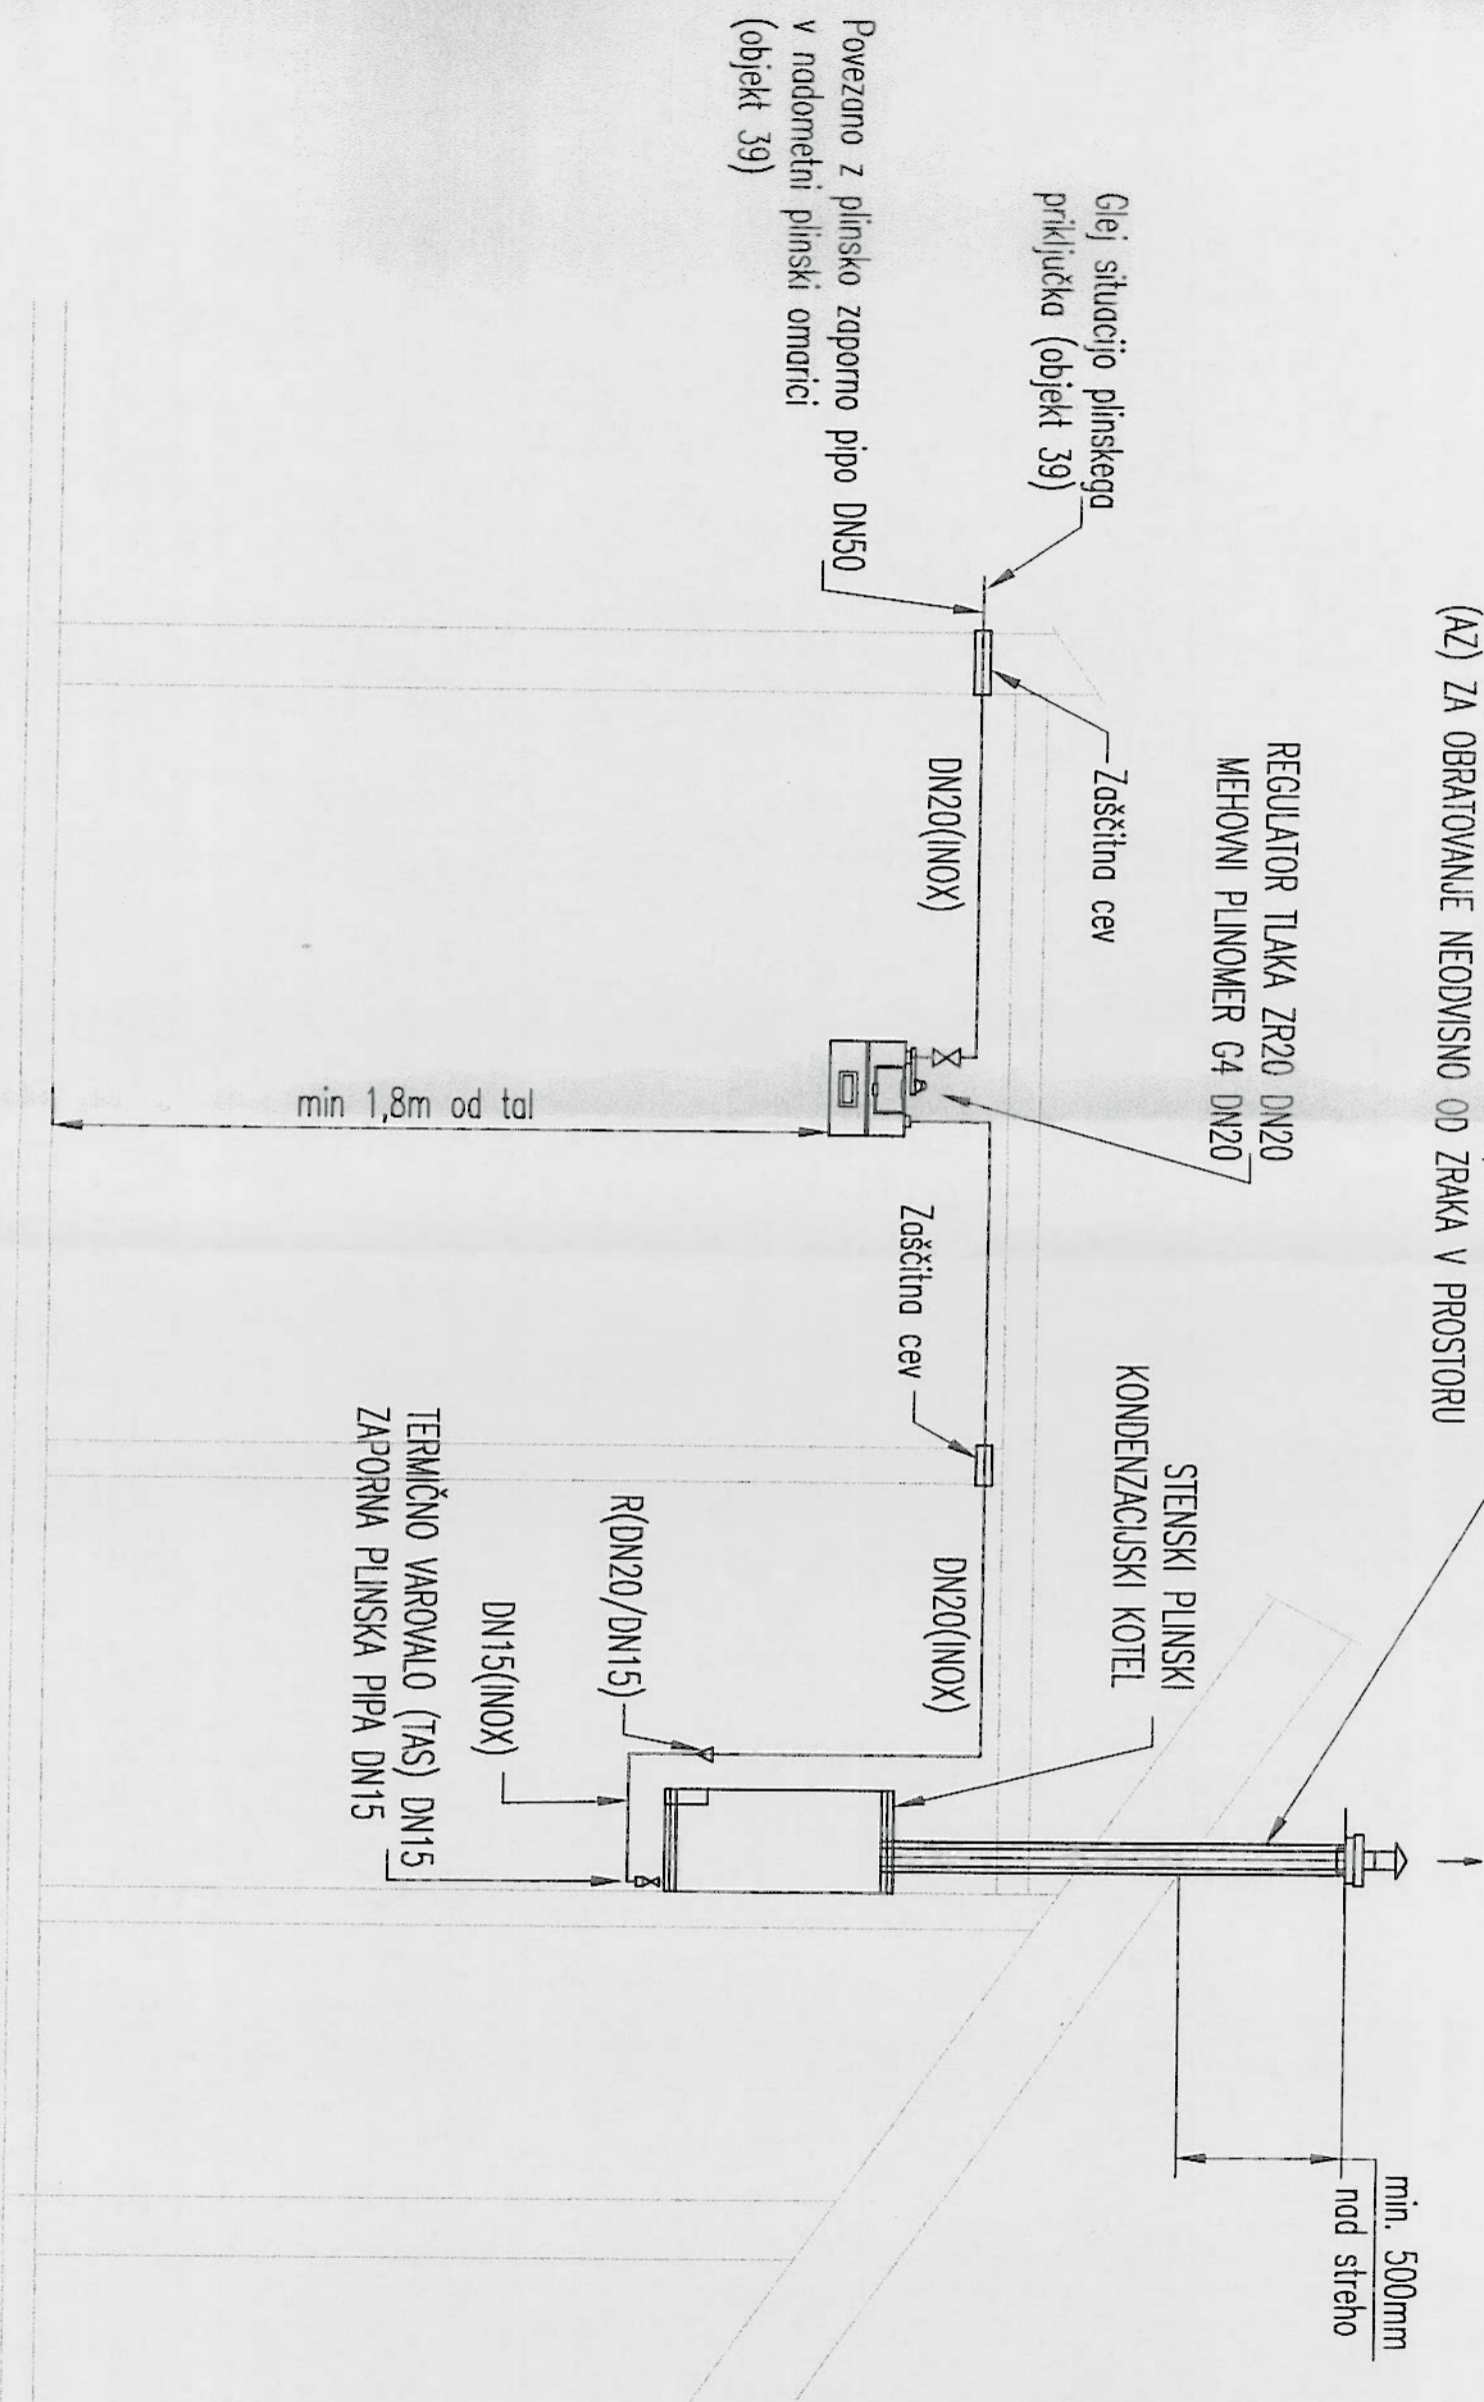 (AZ) ZA OBRATOVANJE NEODVISNO OD ZRAKA V PROSTORU
min. 500mm
nad streho
REGULATOR TLAKA ZR20 DN20
MEHOVNI PLINOMER G4 DN20
STENSKI PLINSKI
KONDENZACIJSKI KOTEL
Glej situacijo plinskega
priključka (objekt 39)
Zaščitna cev
DN20(INOX)
Zaščitna cev
DN20(INOX)
Povezano z plinsko zaporno pipo DN50
v nadometni plinski omarici
(objekt 39)
R(DN20/DN15)
DN15(INOX)
min 1,8m od tal
TERMIČNO VAROVALO (TAS) DN15
ZAPORNA PLINSKA PIPA DN15